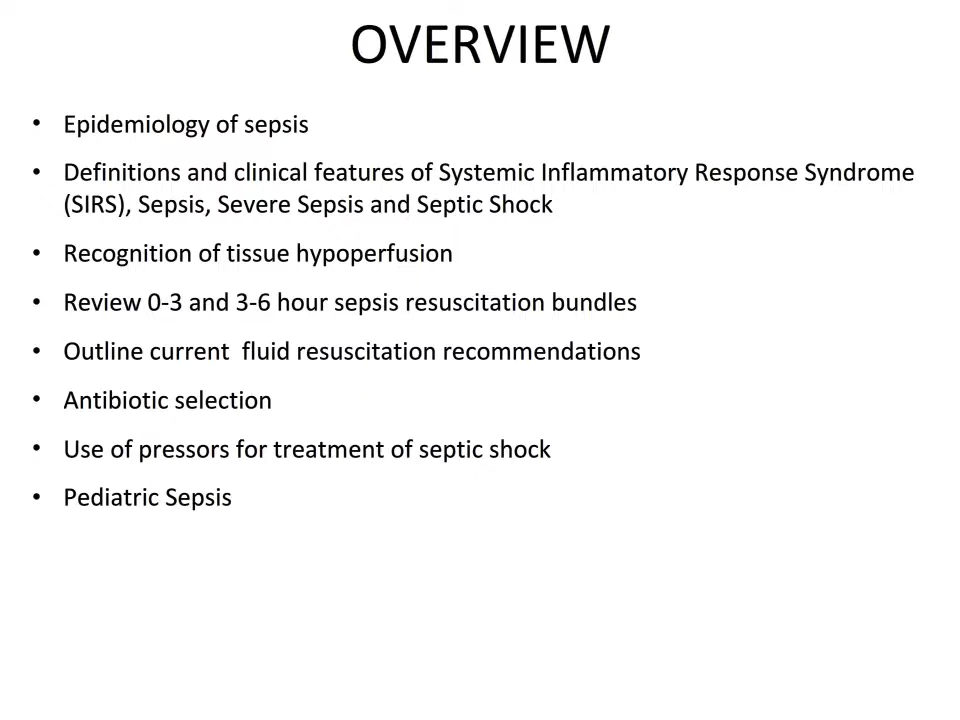 OVERVIEW
• Epidemiology of sepsis
• Definitions and clinical features of Systemic Inflammatory Response Syndrome
(SIRS), Sepsis, Severe Sepsis and Septic Shock
• Recognition of tissue hypoperfusion
• Review 0-3 and 3-6 hour sepsis resuscitation bundles
• Outline current  fluid resuscitation recommendations
• Antibiotic selection
• Use of pressors for treatment of septic shock
• Pediatric Sepsis